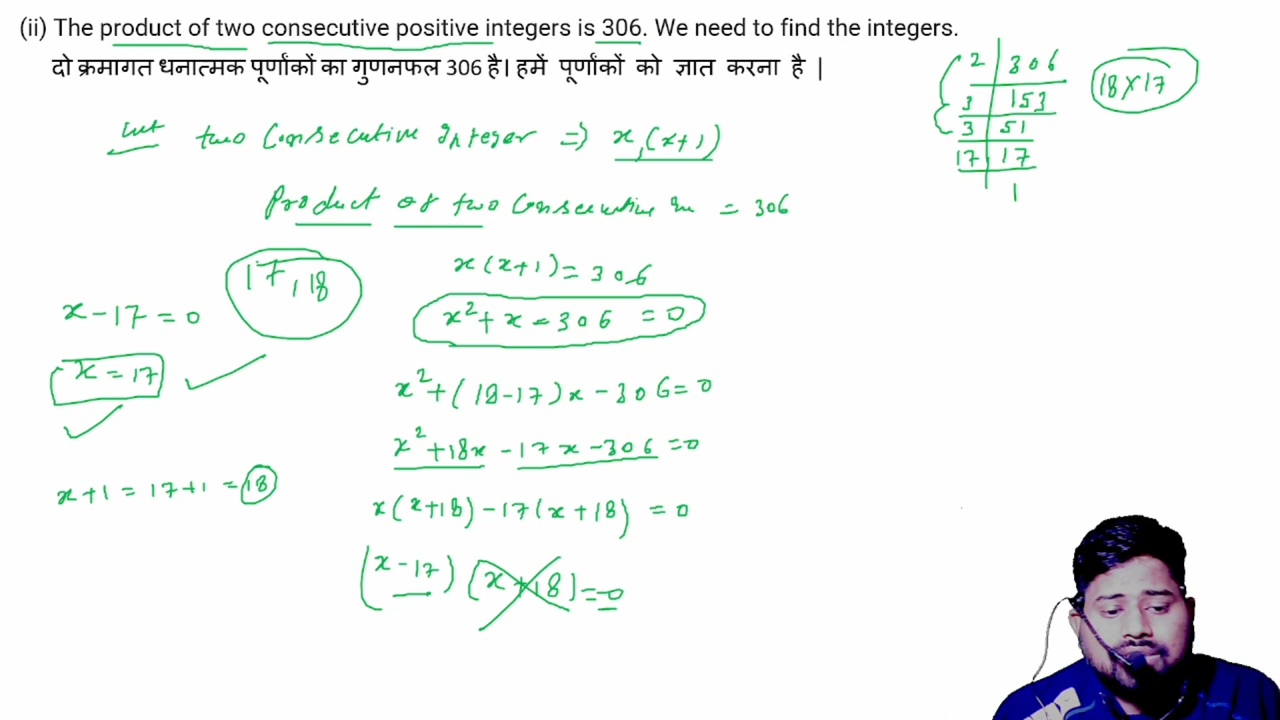 (ii) The product of two consecutive positive integers is 306. We need to find the integers.
दो क्रमागत धनात्मक पूर्णांकों का गुणनफल 306 है। हमें पूर्णांकों को ज्ञात करना है |
2 | 306
3 | 153
3 | 51
17 | 17
1
18 X 17
Let two Consecutive Integer => x, (x+1)
Product of two Consecutive In = 306
x(x+1) = 306
x² + x - 306 = 0
x² + (18-17)x - 306 = 0
x² + 18x - 17x - 306 = 0
x(x+18) - 17(x+18) = 0
(x-17) (x+18) = 0
17, 18
x - 17 = 0
x = 17
x+1 = 17+1 = 18